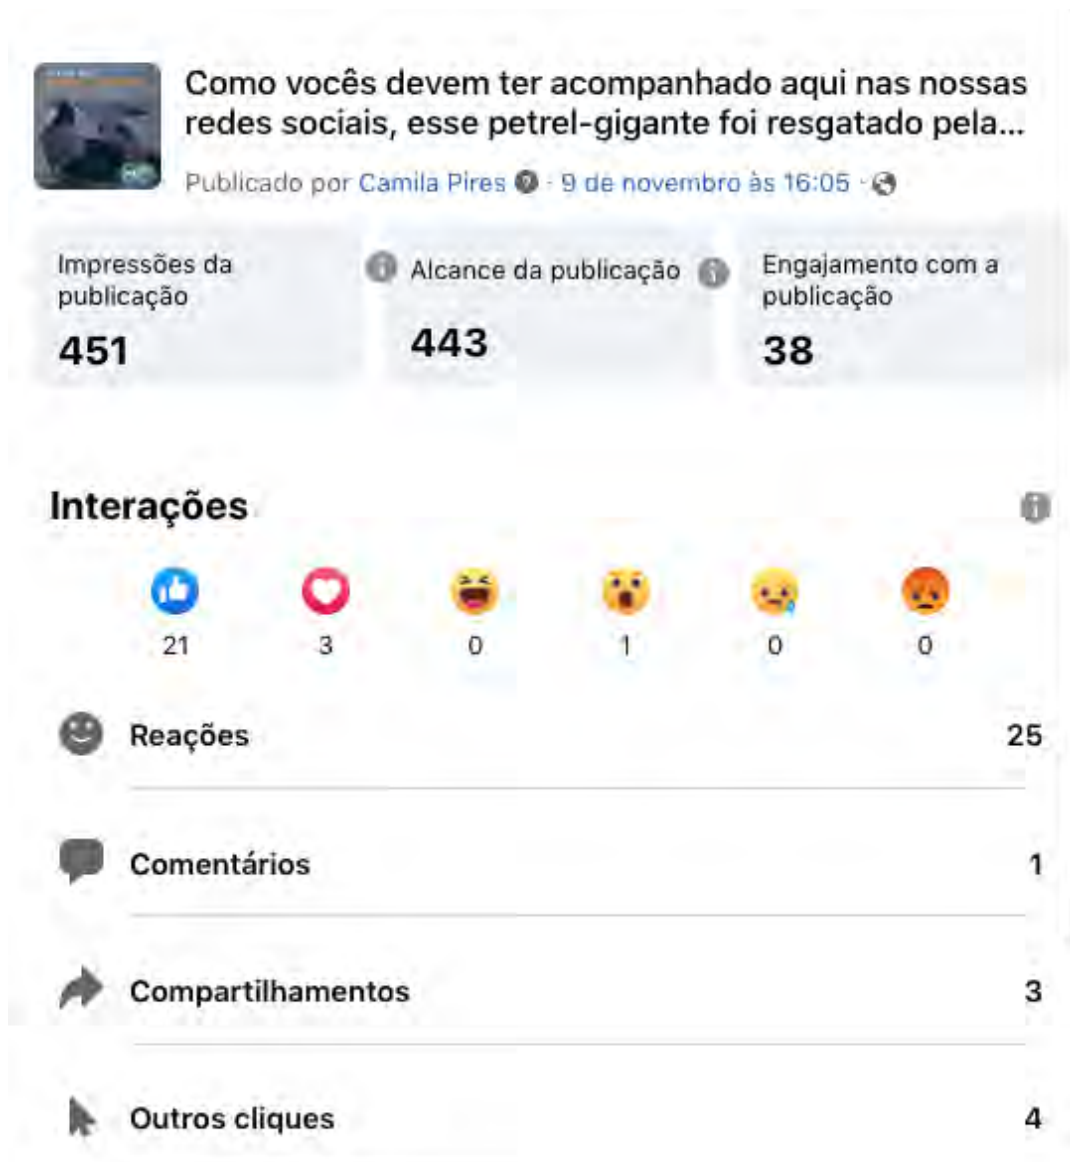 Como vocês devem ter acompanhado aqui nas nossas
redes sociais, esse petrel-gigante foi resgatado pela...
Publicado por Camila Pires · 9 de novembro às 16:05 ·
Impressões da
publicação
451
Alcance da publicação
443
Engajamento com a
publicação
38
Interações
21 3 0 1 0 0
Reações 25
Comentários 1
Compartilhamentos 3
Outros cliques 4